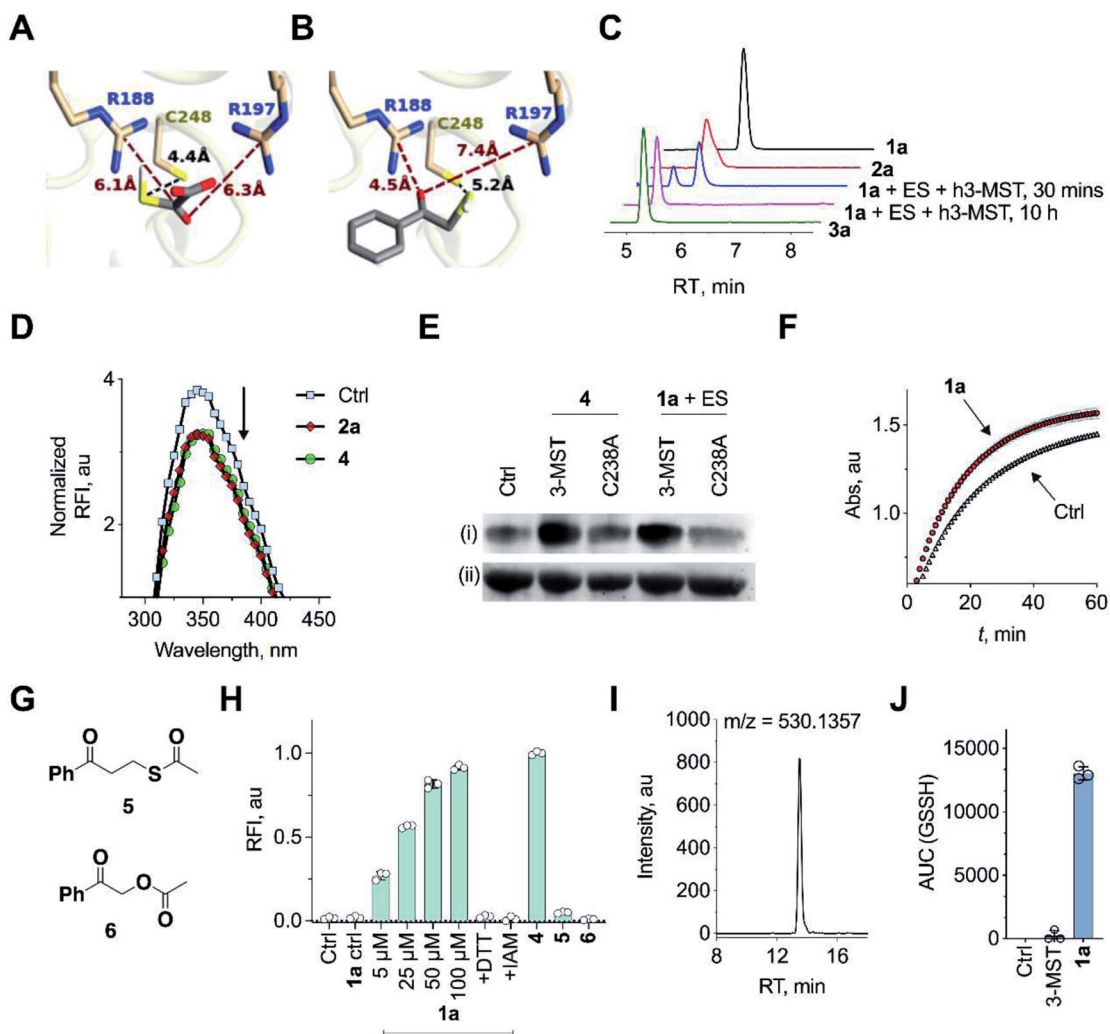 A
R188
C248
R197
4.4Å
6.1Å
6.3Å
B
R188
C248
R197
7.4Å
4.5Å
5.2Å
C
1a
2a
1a + ES + h3-MST, 30 mins
1a + ES + h3-MST, 10 h
3a
5 6 7 8
RT, min
D
4
2
Normalized
RFI, au
Ctrl
2a
4
300 350 400 450
Wavelength, nm
E
4 1a + ES
Ctrl
3-MST
C238A
3-MST
C238A
(i)
(ii)
F
1a
Ctrl
Abs, au
1.5
1.0
0 20 40 60
t, min
G
O O
Ph S
5
O
Ph O
O
6
H
RFI, au
1.0
0.5
0.0
Ctrl
1a ctrl
5 µM
25 µM
50 µM
100 µM
+DTT
+IAM
4
5
6
1a
I
m/z = 530.1357
Intensity, au
1000
800
600
400
200
0
8 12 16
RT, min
J
AUC (GSSH)
15000
10000
5000
0
Ctrl
3-MST
1a